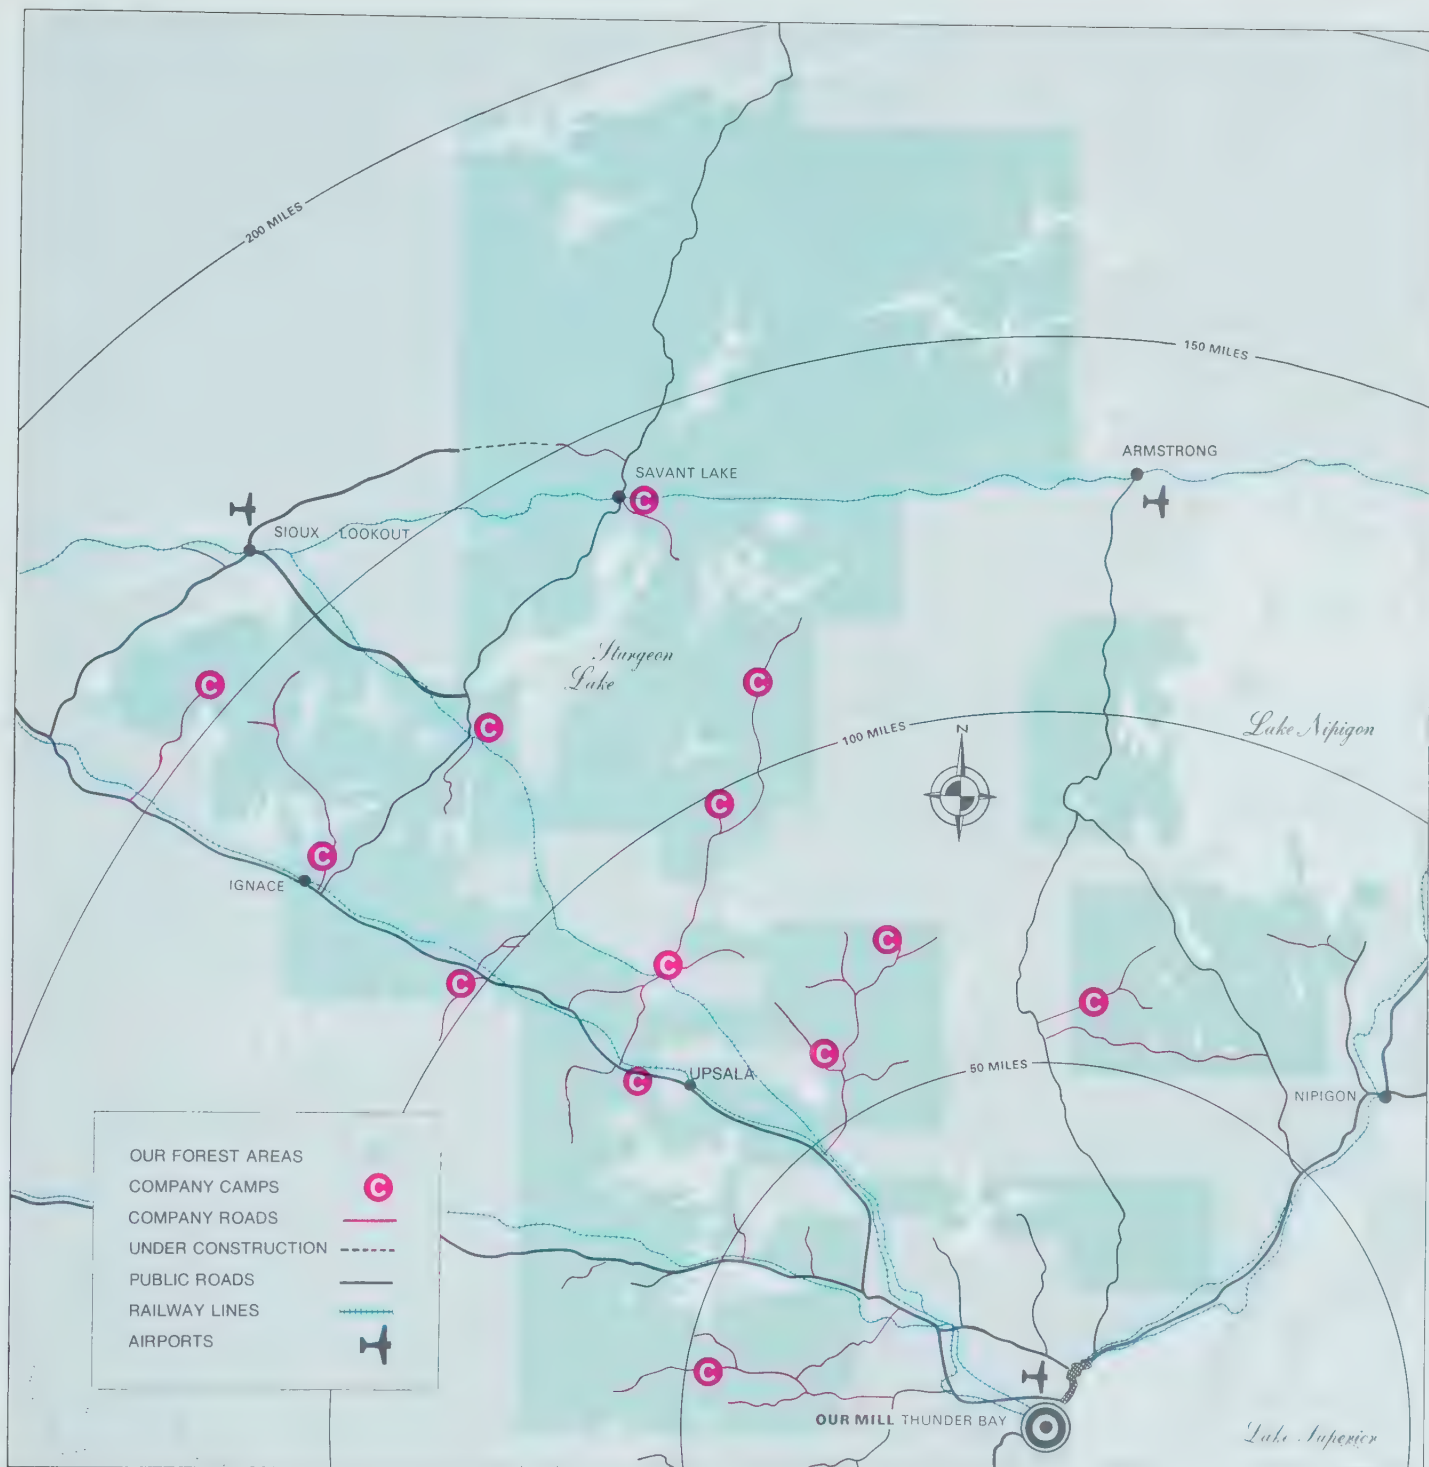 200 MILES
150 MILES
SAVANT LAKE
C
ARMSTRONG
SIOUX LOOKOUT
Sturgeon
Lake
C
C
C
100 MILES
N
Lake Nipigon
C
C
IGNACE
C
C
C
C
C
50 MILES
C
C
UPSALA
NIPIGON
OUR FOREST AREAS
COMPANY CAMPS C
COMPANY ROADS
UNDER CONSTRUCTION
PUBLIC ROADS
RAILWAY LINES
AIRPORTS
C
OUR MILL THUNDER BAY
Lake Superior